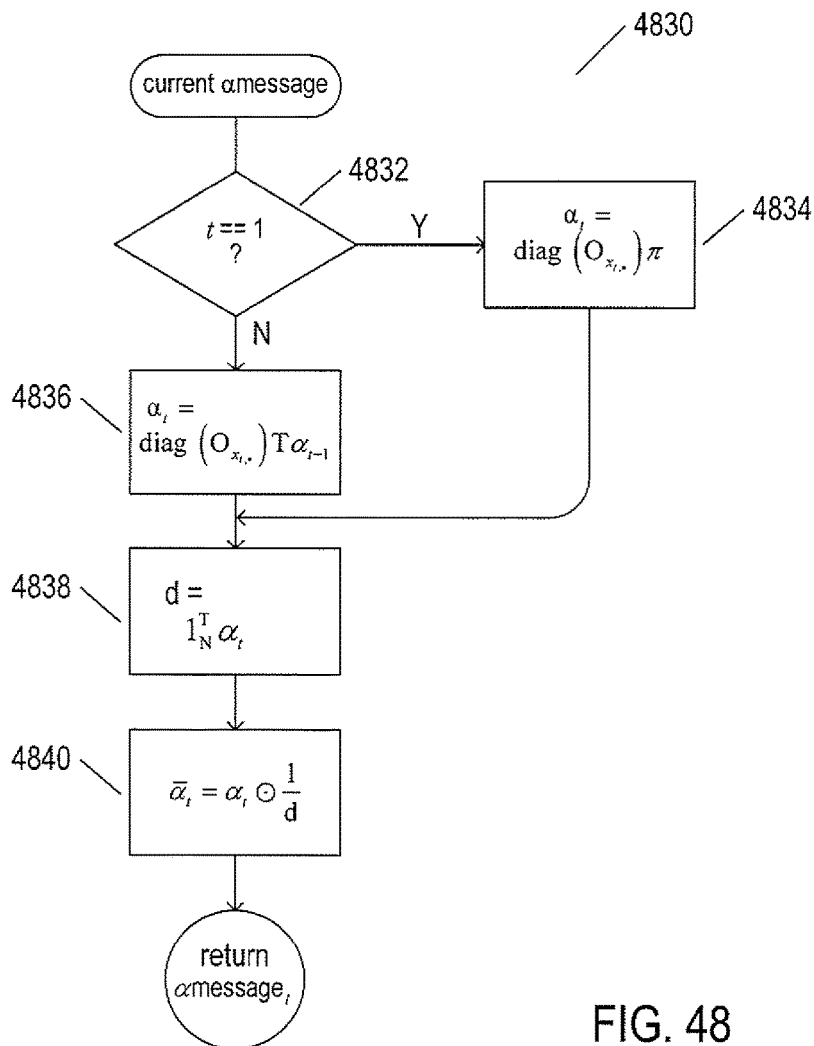 4830
current αmessage
4832
t == 1
?
Y
4834
α_t =
diag (O_{x_t,•}) π
N
4836
α_t =
diag (O_{x_t,•}) T α_{t−1}
4838
d =
1_N^T α_t
4840
ᾱ_t = α_t ⊙ 1/d
return
αmessage_t
FIG. 48